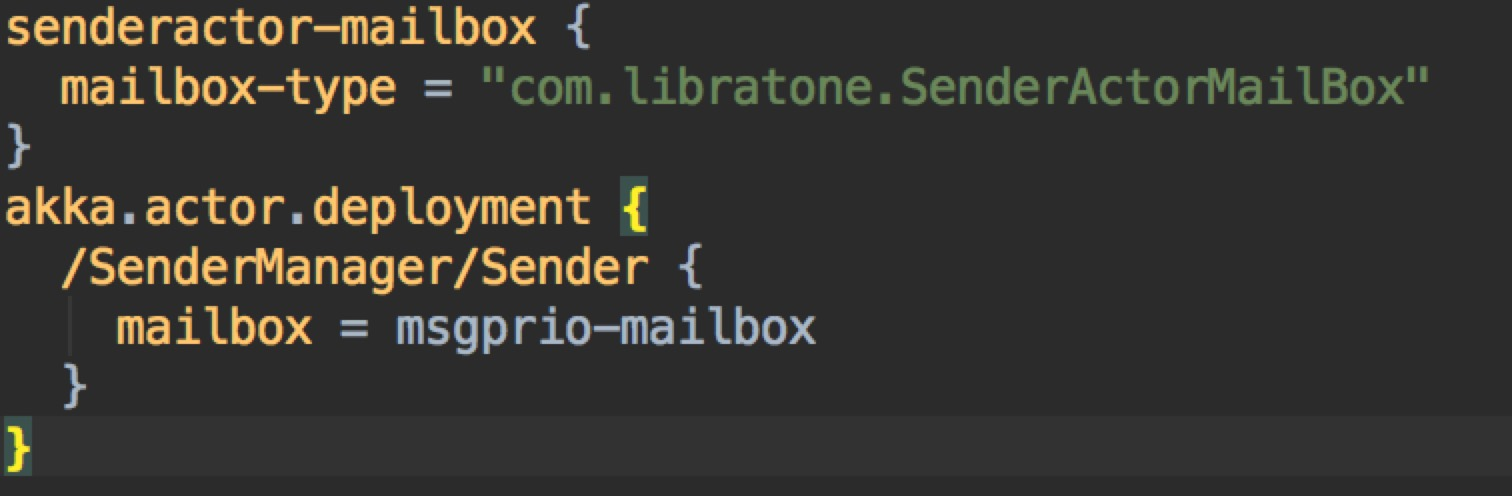 senderactor-mailbox {
  mailbox-type = "com.libratone.SenderActorMailBox"
}
akka.actor.deployment {
  /SenderManager/Sender {
    mailbox = msgprio-mailbox
  }
}